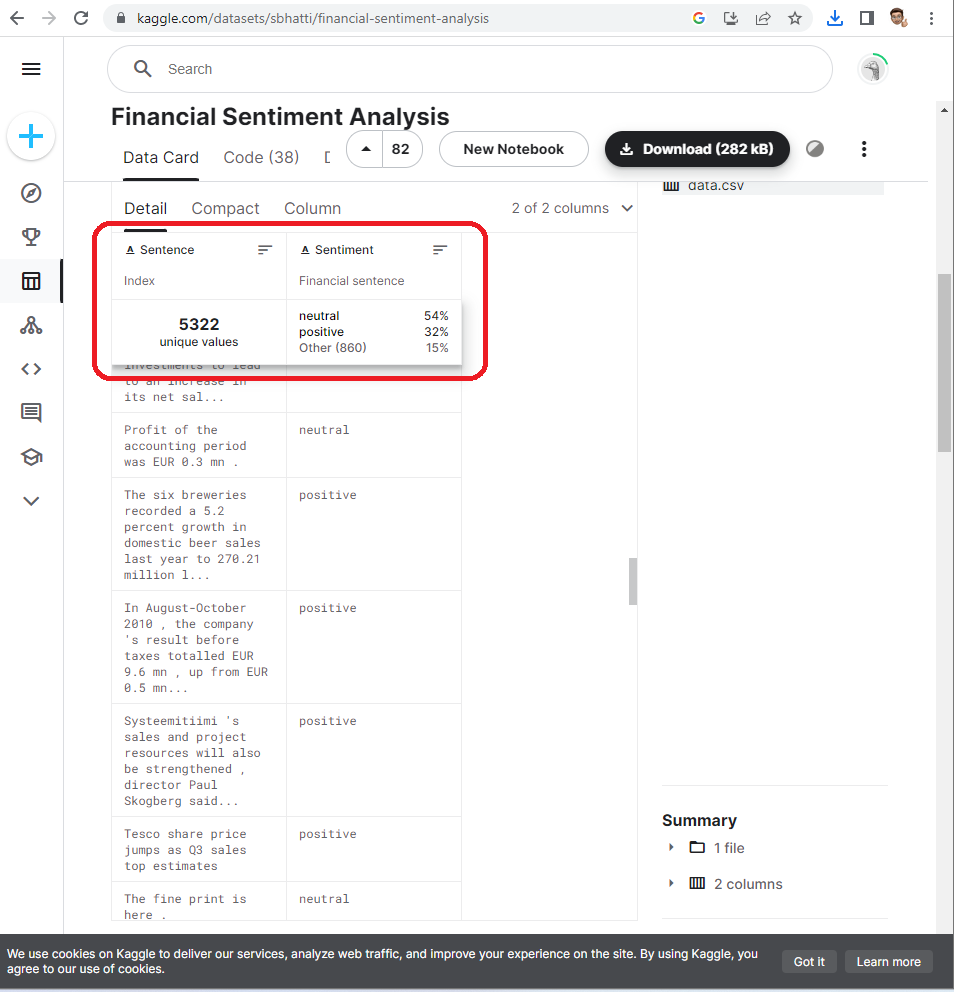 kaggle.com/datasets/sbhatti/financial-sentiment-analysis
Search
Financial Sentiment Analysis
Data Card
Code (38)
82
New Notebook
Download (282 kB)
data.csv
Detail
Compact
Column
2 of 2 columns
Sentence
Sentiment
Index
Financial sentence
5322
unique values
neutral 54%
positive 32%
Other (860) 15%
investments to lead
to an increase in
its net sal...
Profit of the
accounting period
was EUR 0.3 mn .
neutral
The six breweries
recorded a 5.2
percent growth in
domestic beer sales
last year to 270.21
million l...
positive
In August-October
2010 , the company
's result before
taxes totalled EUR
9.6 mn , up from EUR
0.5 mn...
positive
Systeemitiimi 's
sales and project
resources will also
be strengthened ,
director Paul
Skogberg said...
positive
Tesco share price
jumps as Q3 sales
top estimates
positive
The fine print is
here .
neutral
Summary
1 file
2 columns
We use cookies on Kaggle to deliver our services, analyze web traffic, and improve your experience on the site. By using Kaggle, you
agree to our use of cookies.
Got it
Learn more